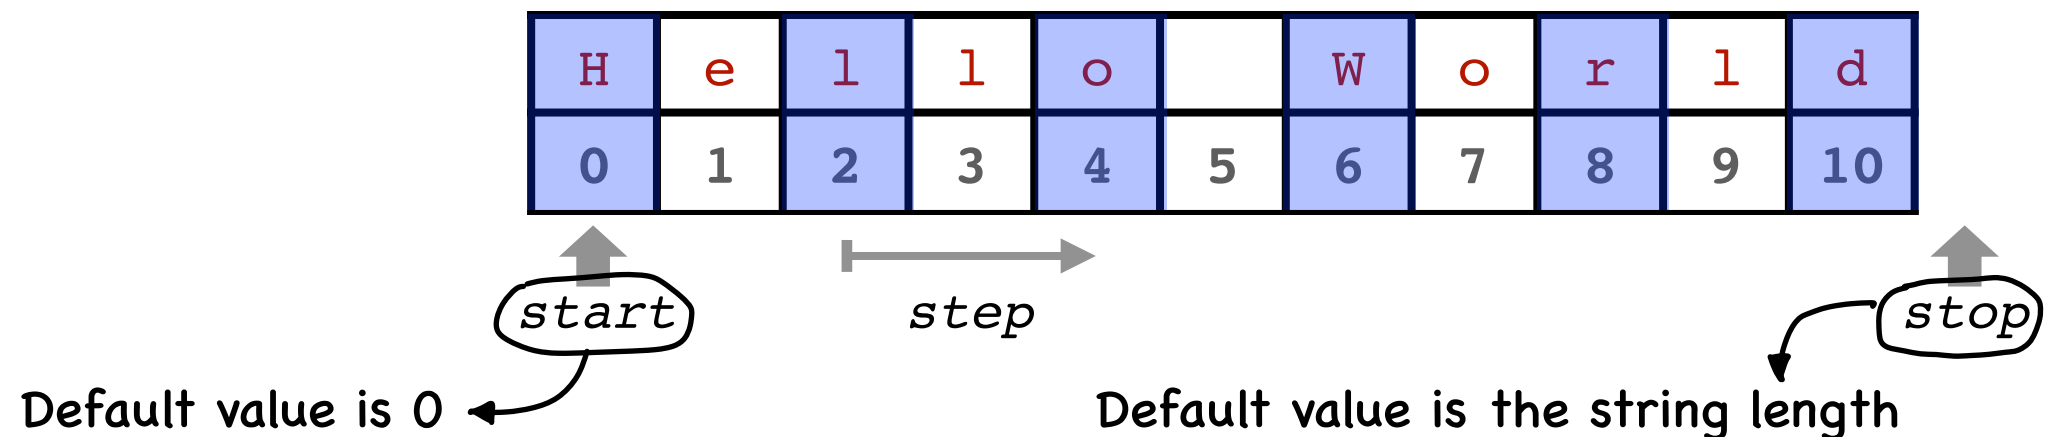 H e l l o W o r l d
0 1 2 3 4 5 6 7 8 9 10
start step stop
Default value is 0 Default value is the string length